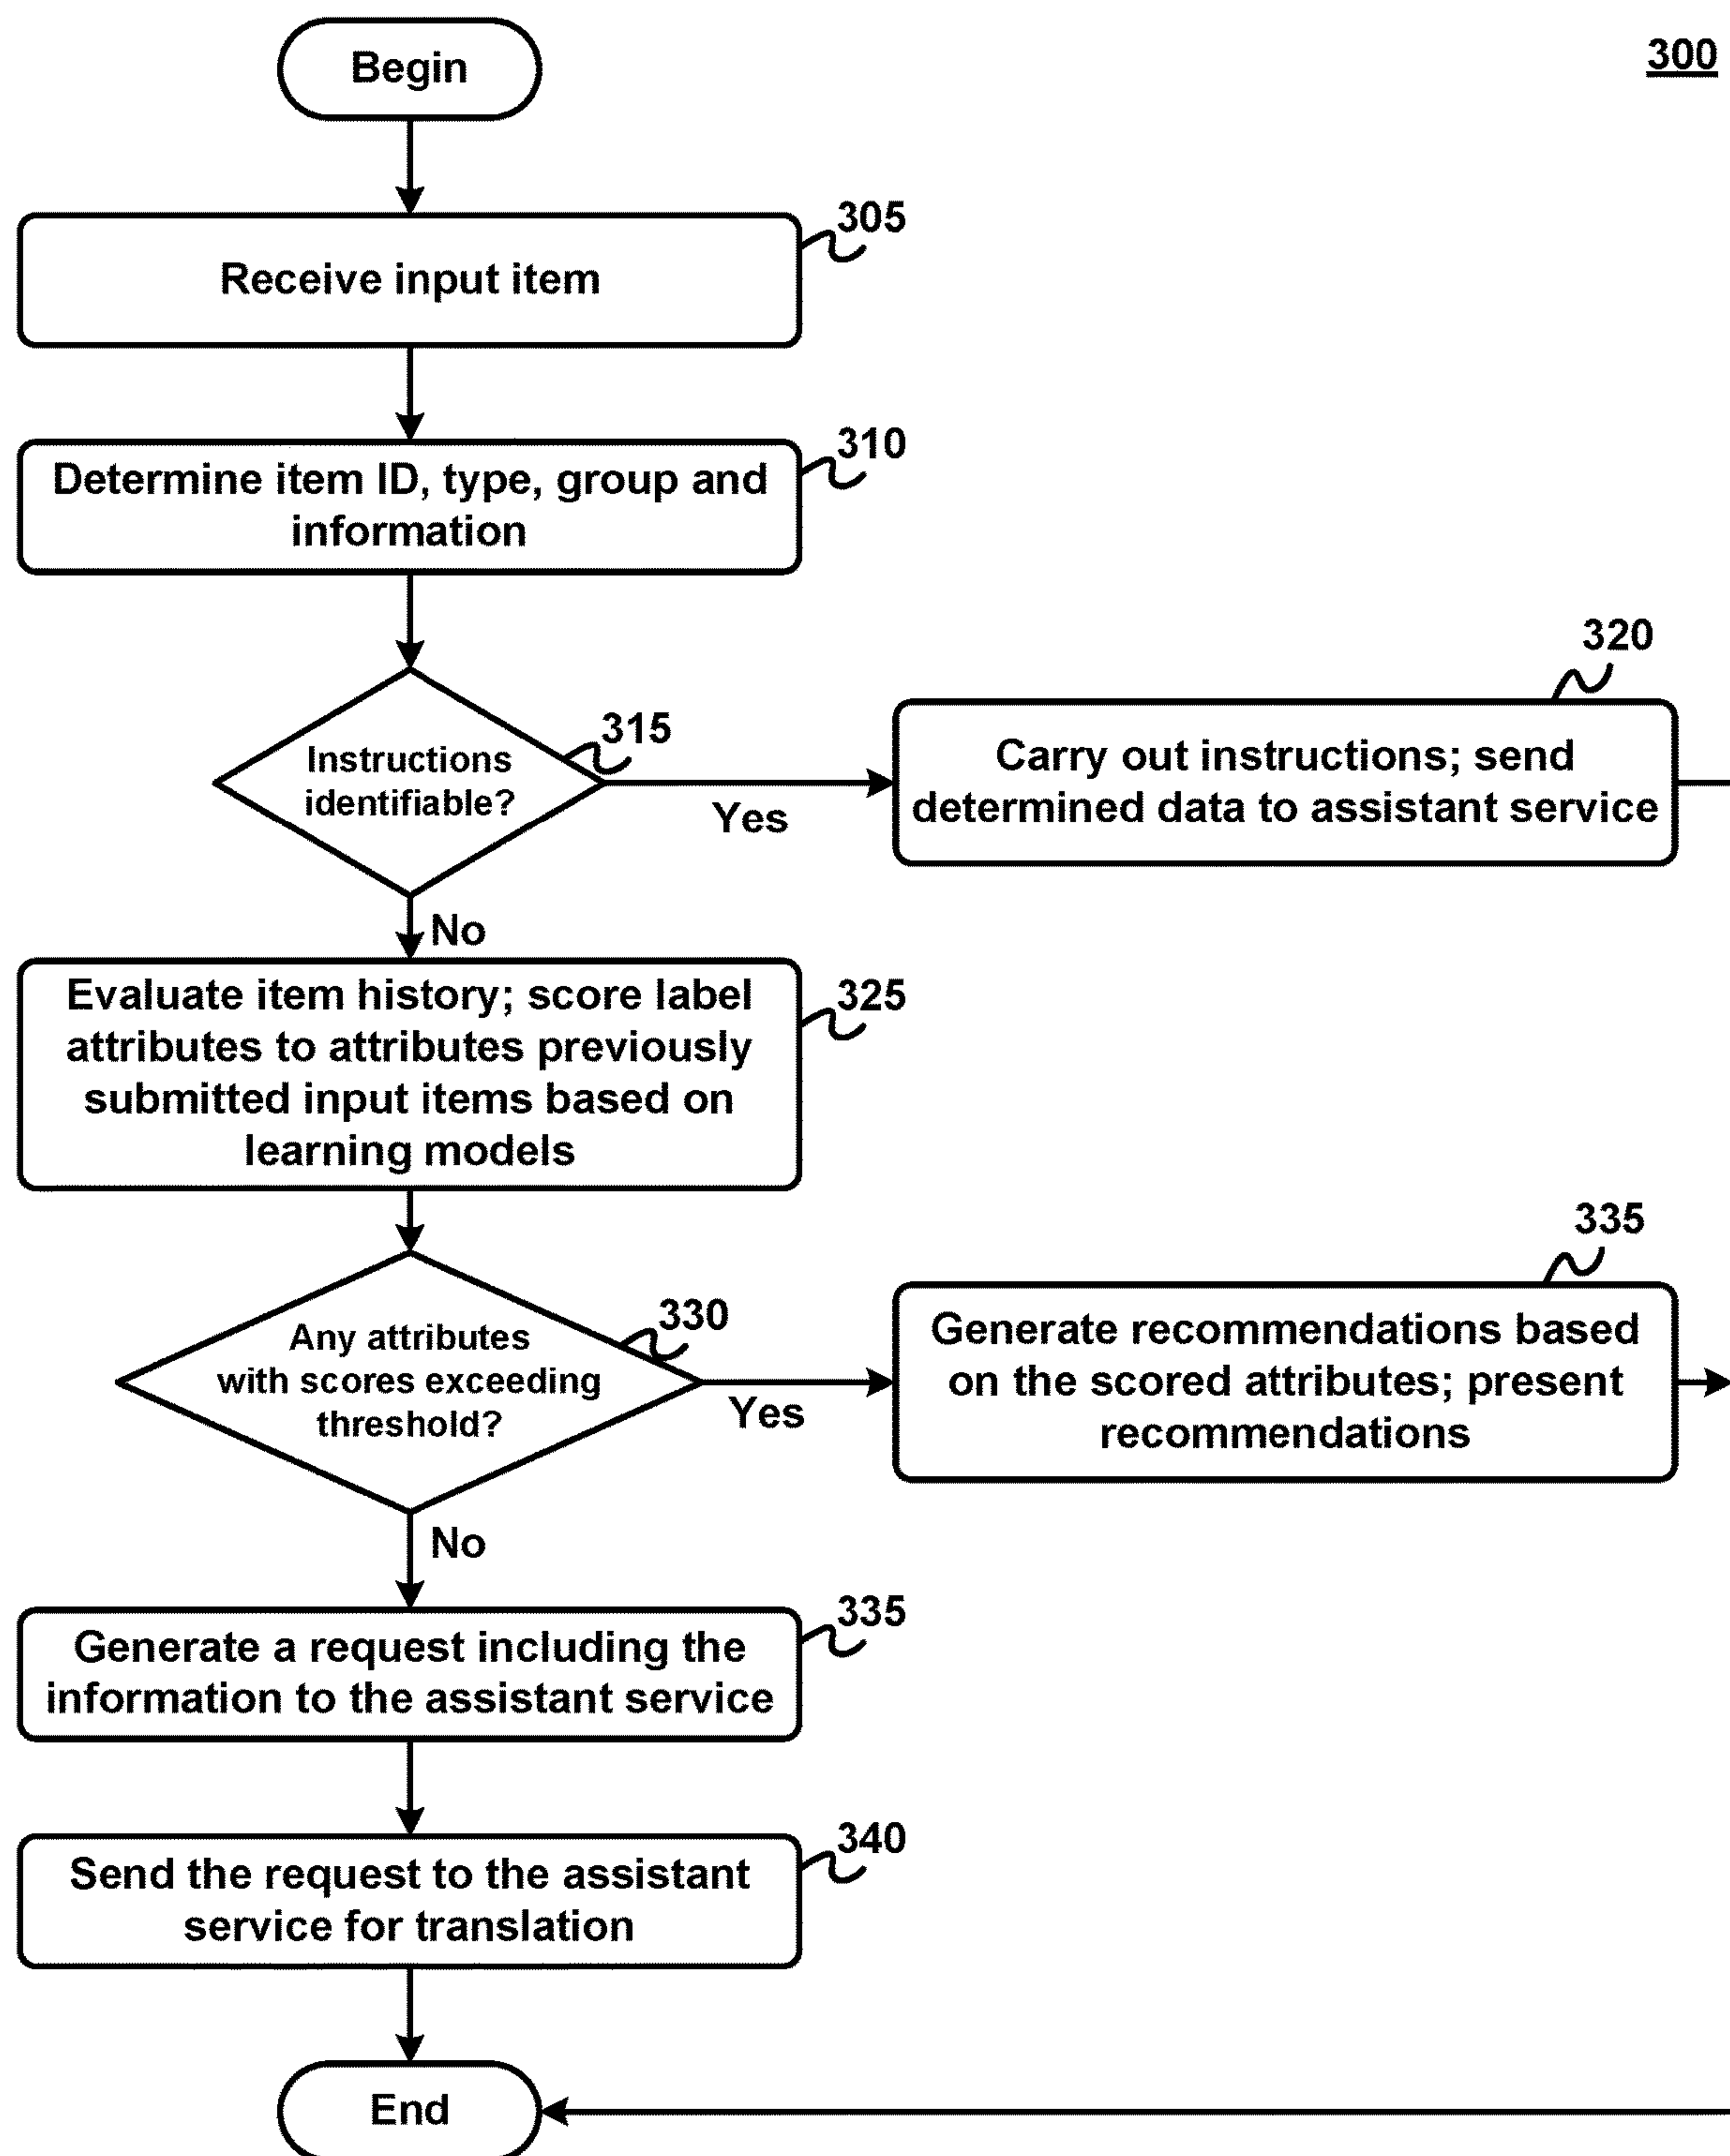 Begin
300
305
Receive input item
310
Determine item ID, type, group and
information
315
Instructions
identifiable?
Yes
320
Carry out instructions; send
determined data to assistant service
No
325
Evaluate item history; score label
attributes to attributes previously
submitted input items based on
learning models
330
Any attributes
with scores exceeding
threshold?
Yes
335
Generate recommendations based
on the scored attributes; present
recommendations
No
335
Generate a request including the
information to the assistant service
340
Send the request to the assistant
service for translation
End